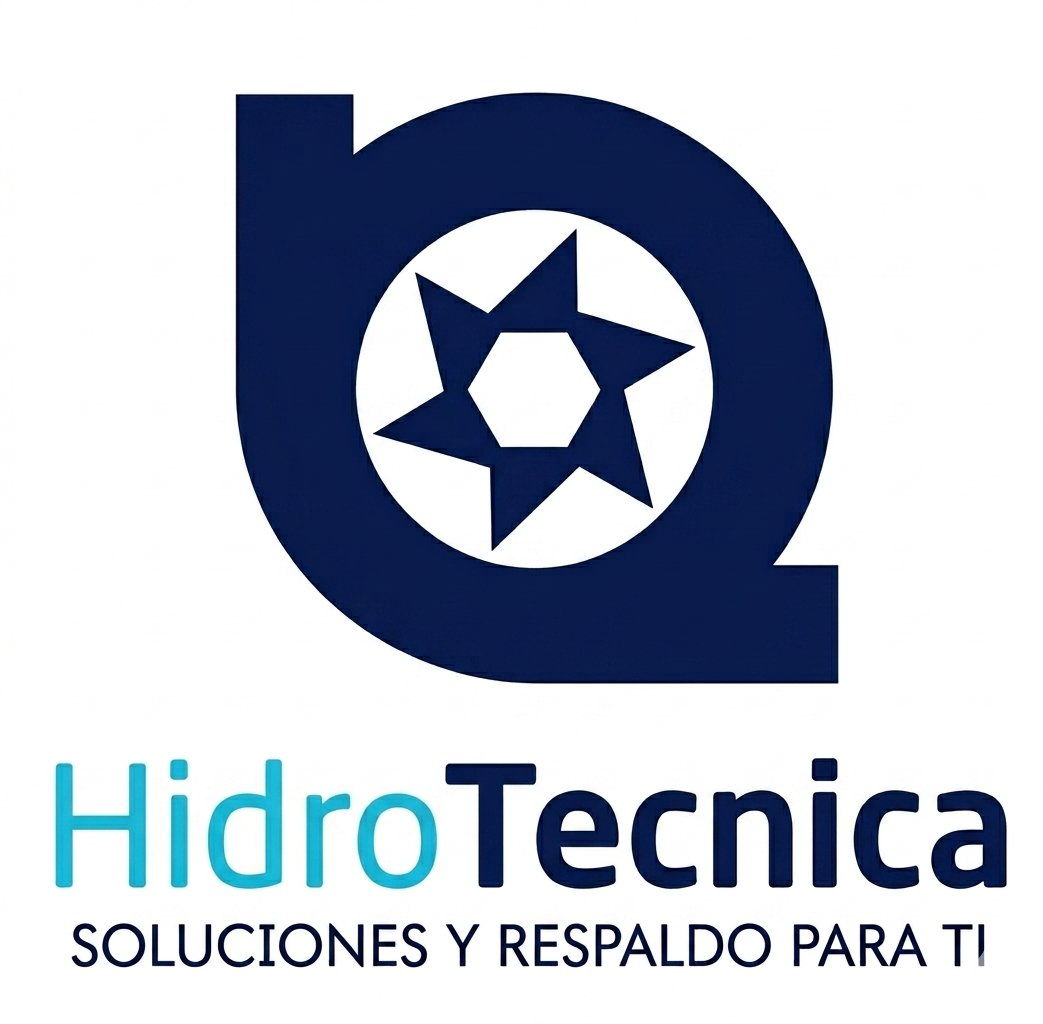 HidroTecnica
SOLUCIONES Y RESPALDO PARA TI